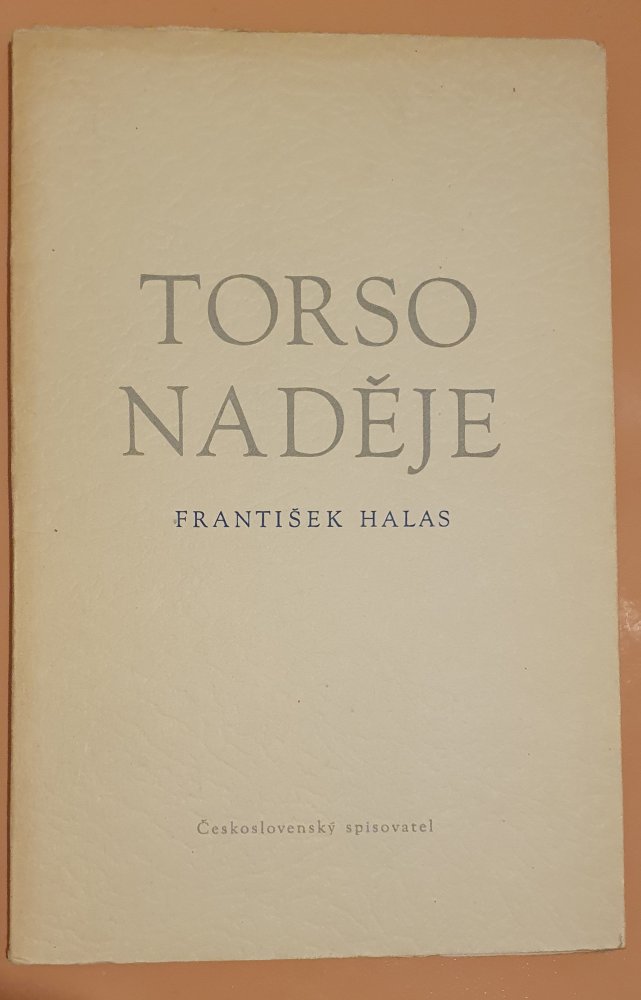 TORSO
NADĚJE
FRANTIŠEK HALAS
Československý spisovatel